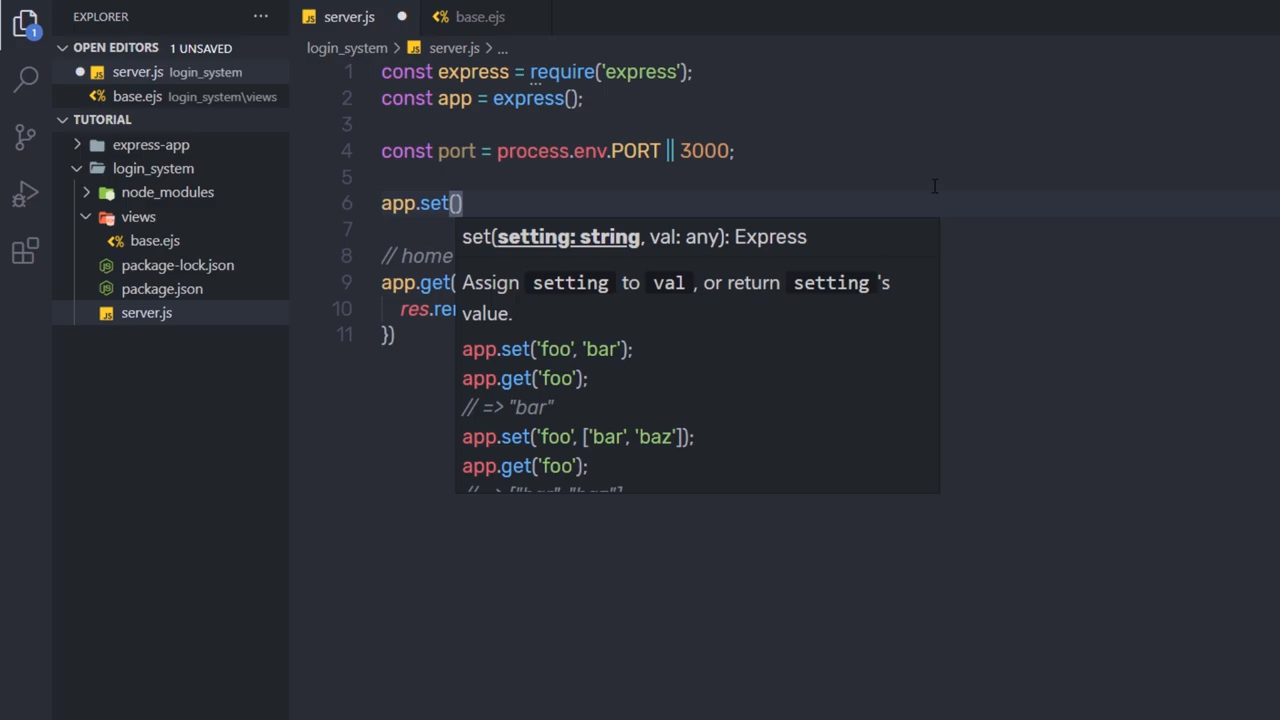 EXPLORER
OPEN EDITORS 1 UNSAVED
server.js login_system
base.ejs login_system\views
TUTORIAL
express-app
login_system
node_modules
views
base.ejs
package-lock.json
package.json
server.js
1
server.js
base.ejs
login_system > server.js > ...
1 const express = require('express');
2 const app = express();
3
4 const port = process.env.PORT || 3000;
5
6 app.set()
7
8 // home
9 app.get(
10 res.rer
11 })
set(setting: string, val: any): Express
Assign setting to val , or return setting 's
value.
app.set('foo', 'bar');
app.get('foo');
// => "bar"
app.set('foo', ['bar', 'baz']);
app.get('foo');
// => ["bar", "baz"]